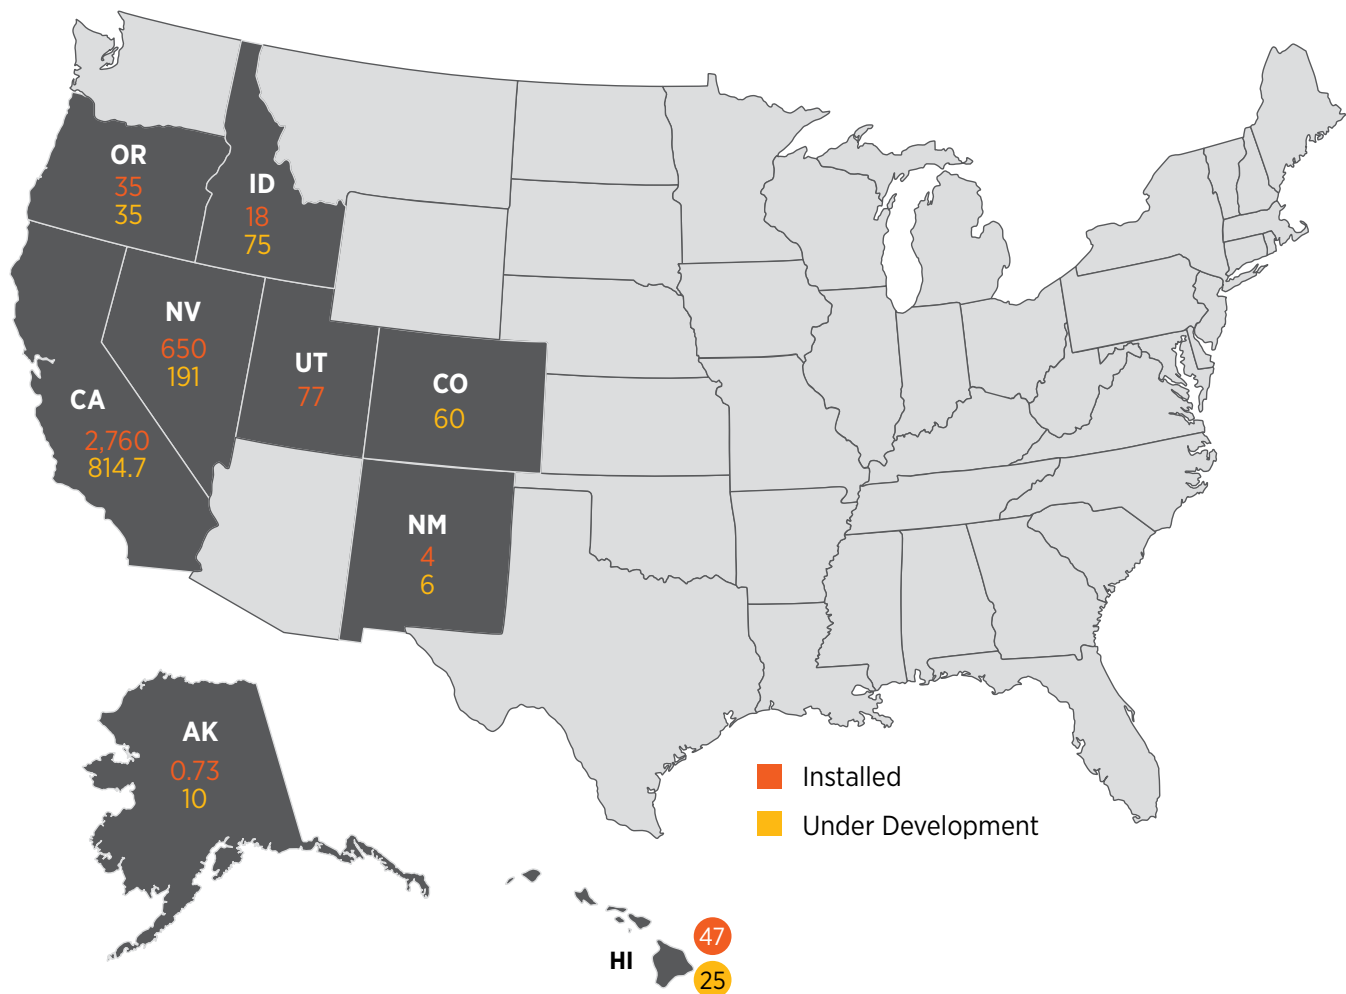 OR
35
35
ID
18
75
NV
650
191
UT
77
CO
60
CA
2,760
814.7
NM
4
6
AK
0.73
10
Installed
Under Development
HI
47
25